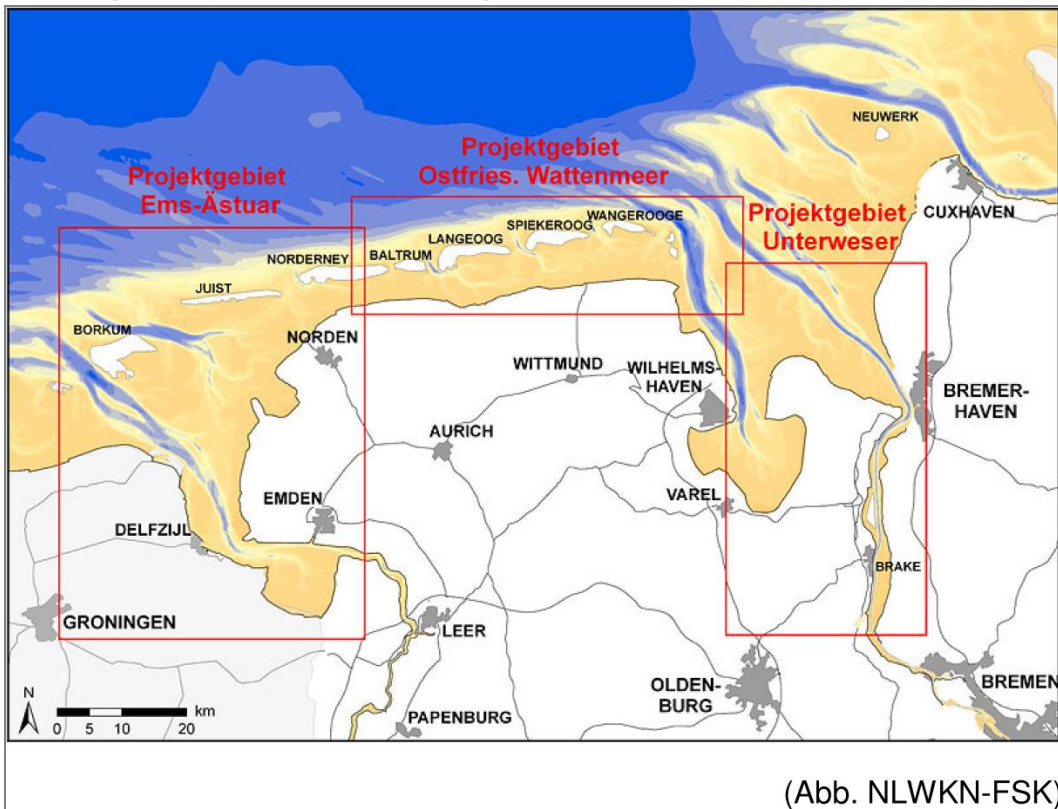 NEUWERK
Projektgebiet
Ostfries. Wattenmeer
Projektgebiet
Ems-Ästuar
CUXHAVEN
Projektgebiet
Unterweser
WANGEROOGE
SPIEKEROOG
LANGEOOG
BALTRUM
NORDERNEY
JUIST
BORKUM
NORDEN
WITTMUND
WILHELMS-
HAVEN
BREMER-
HAVEN
AURICH
EMDEN
VAREL
DELFZIJL
BRAKE
GRONINGEN
LEER
OLDEN-
BURG
BREMEN
PAPENBURG
N
km
0 5 10 20
(Abb. NLWKN-FSK)